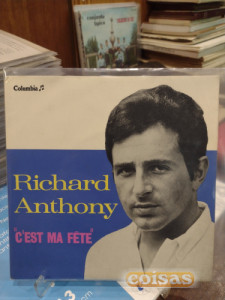 Columbia
Richard
Anthony
"C'EST MA FÊTE"
coisas